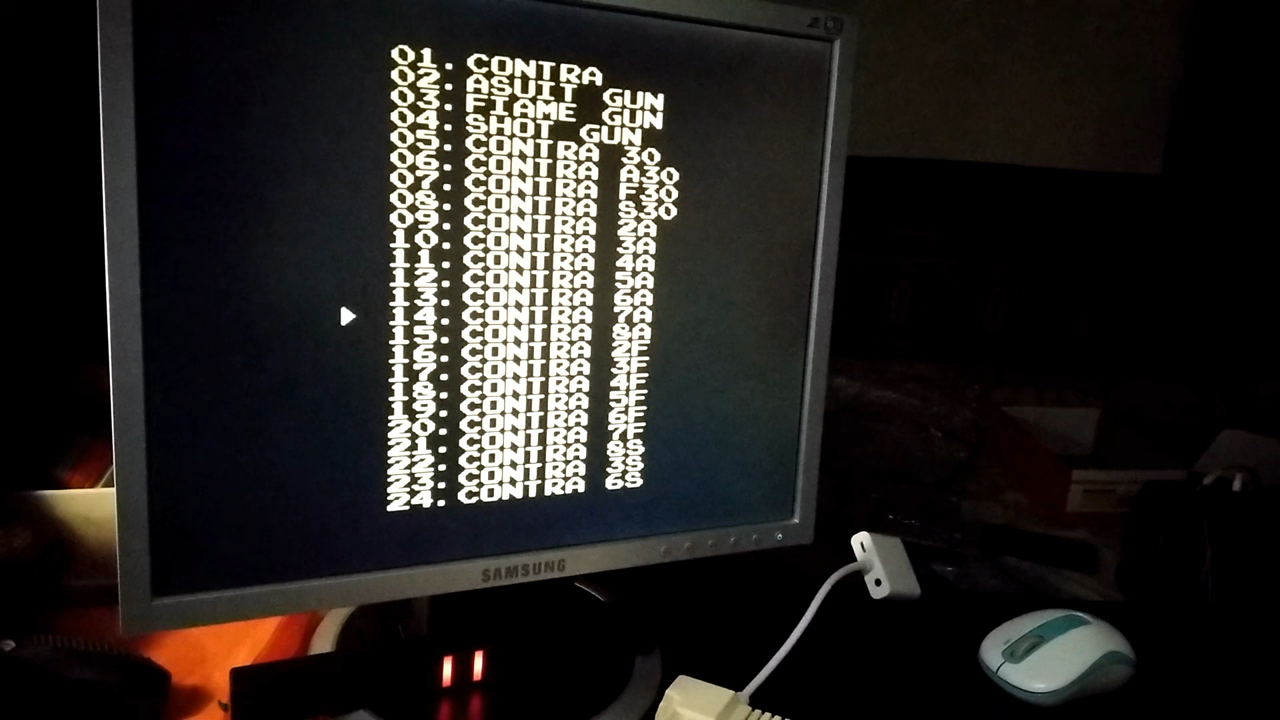 01. CONTRA
02. ASUIT GUN
03. FIAME GUN
04. SHOT GUN
05. CONTRA 30
06. CONTRA A30
07. CONTRA F30
08. CONTRA S30
09. CONTRA 2A
10. CONTRA 3A
11. CONTRA 4A
12. CONTRA 5A
13. CONTRA 6A
14. CONTRA 7A
15. CONTRA 8A
16. CONTRA 2F
17. CONTRA 3F
18. CONTRA 4F
19. CONTRA 5F
20. CONTRA 6F
21. CONTRA 7F
22. CONTRA 8S
23. CONTRA 3S
24. CONTRA 6S
SAMSUNG